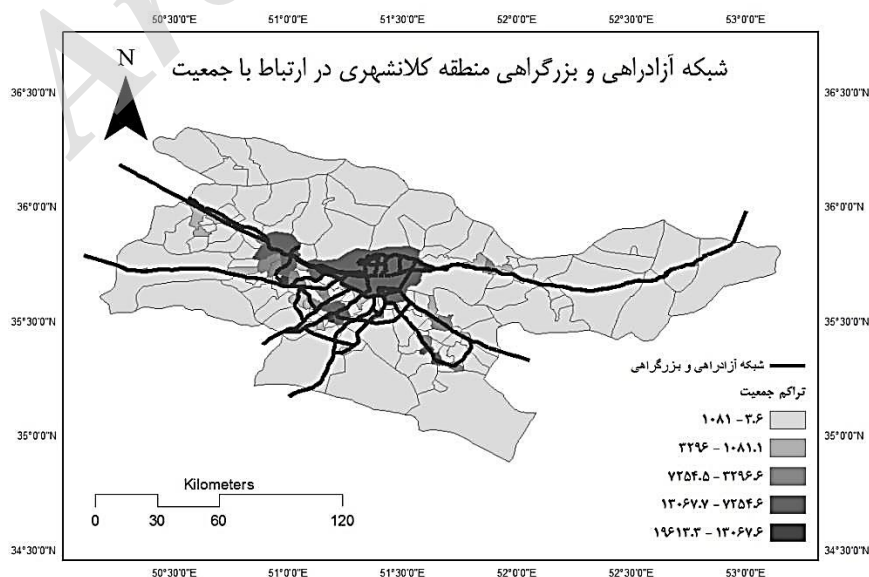 50°30'0"E 51°0'0"E 51°30'0"E 52°0'0"E 52°30'0"E 53°0'0"E
شبکه آزادراهی و بزرگراهی منطقه کلانشهری در ارتباط با جمعیت
N
36°30'0"N 36°30'0"N
36°0'0"N 36°0'0"N
35°30'0"N 35°30'0"N
شبکه آزادراهی و بزرگراهی
تراکم جمعیت
۱۰۸۱ - ۳.۶
35°0'0"N 35°0'0"N
۳۲۹۶ - ۱۰۸۱.۱
۷۲۵۴.۵ - ۳۲۹۶.۶
Kilometers
۱۳۰۶۷.۷ - ۷۲۵۴.۶
0 30 60 120
۱۹۶۱۳.۳ - ۱۳۰۶۷.۶
34°30'0"N 34°30'0"N
50°30'0"E 51°0'0"E 51°30'0"E 52°0'0"E 52°30'0"E 53°0'0"E